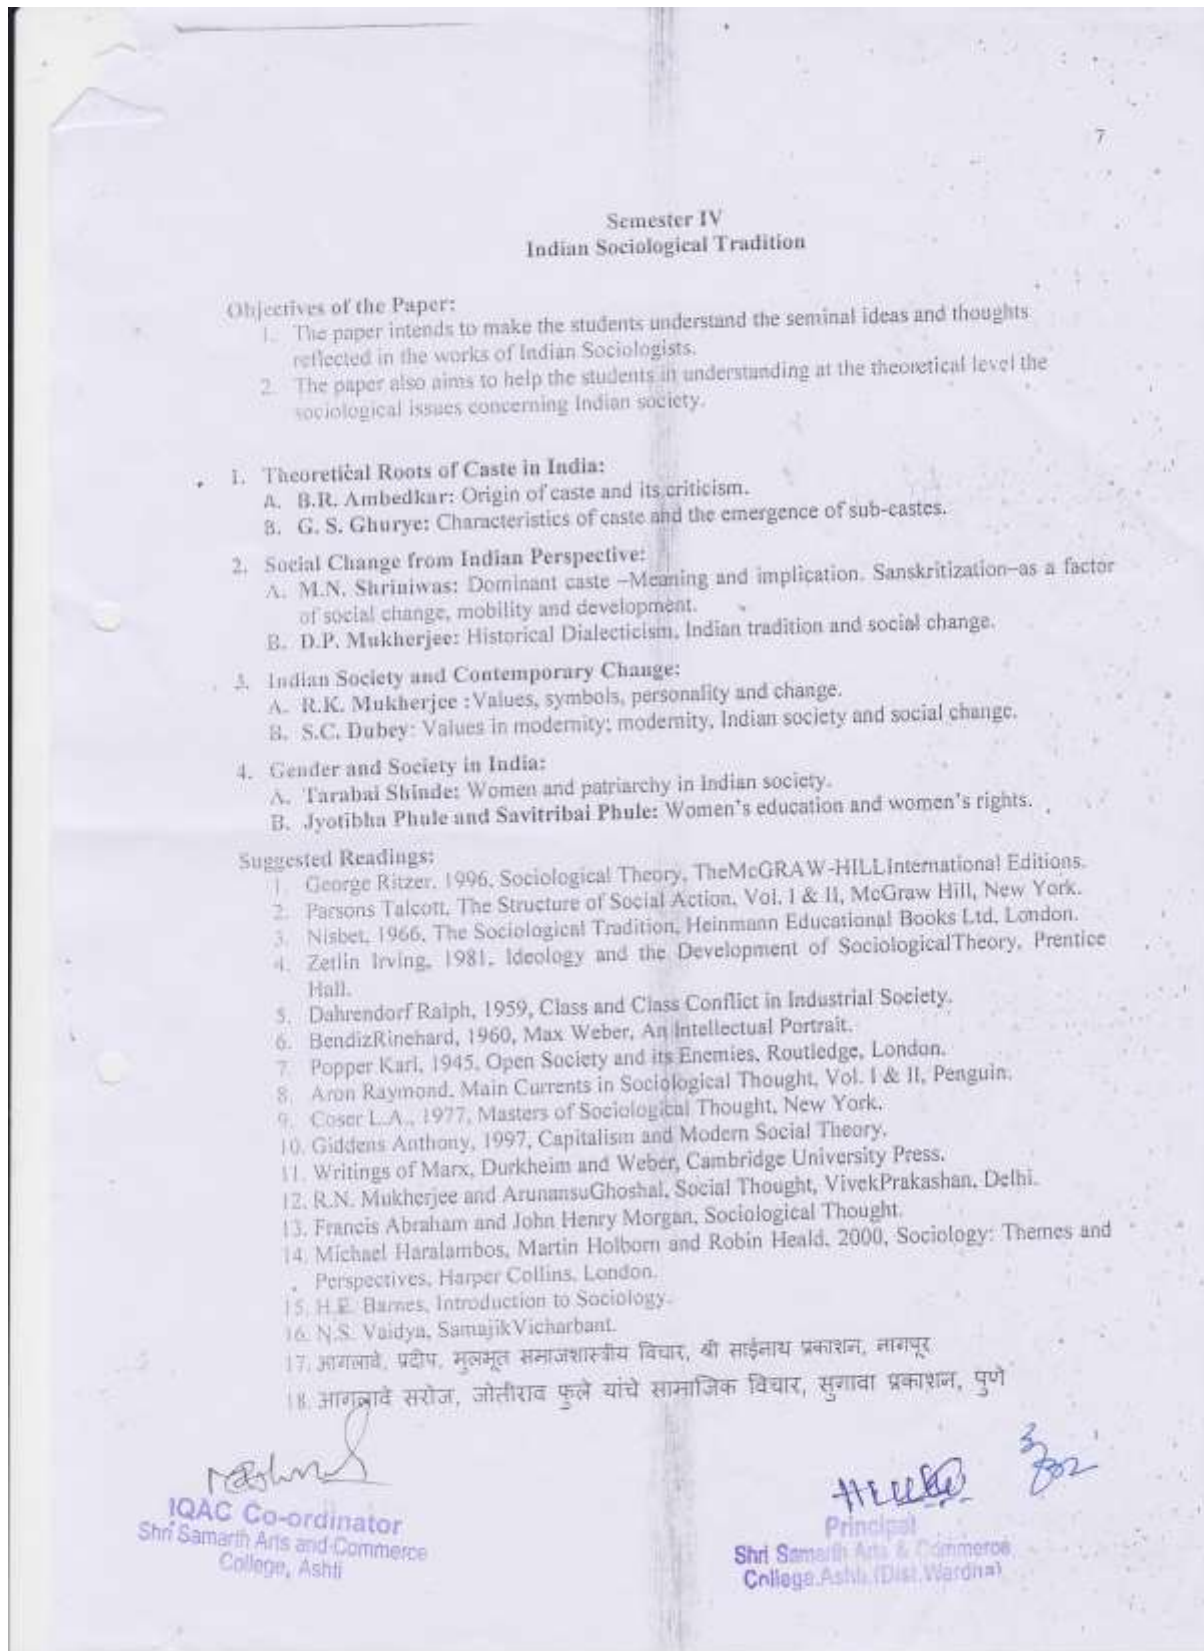 7
Semester IV
Indian Sociological Tradition
Objectives of the Paper:
1. The paper intends to make the students understand the seminal ideas and thoughts
reflected in the works of Indian Sociologists.
2. The paper also aims to help the students in understanding at the theoretical level the
sociological issues concerning Indian society.
1. Theoretical Roots of Caste in India:
A. B.R. Ambedkar: Origin of caste and its criticism.
B. G. S. Ghurye: Characteristics of caste and the emergence of sub-castes.
2. Social Change from Indian Perspective:
A. M.N. Shriniwas: Dominant caste –Meaning and implication. Sanskritization–as a factor
of social change, mobility and development.
B. D.P. Mukherjee: Historical Dialecticism, Indian tradition and social change.
3. Indian Society and Contemporary Change:
A. R.K. Mukherjee :Values, symbols, personality and change.
B. S.C. Dubey: Values in modernity; modernity, Indian society and social change.
4. Gender and Society in India:
A. Tarabai Shinde: Women and patriarchy in Indian society.
B. Jyotibha Phule and Savitribai Phule: Women's education and women's rights.
Suggested Readings:
1. George Ritzer, 1996, Sociological Theory, TheMcGRAW-HILLInternational Editions.
2. Parsons Talcott, The Structure of Social Action, Vol. I & II, McGraw Hill, New York.
3. Nisbet, 1966, The Sociological Tradition, Heinmann Educational Books Ltd, London.
4. Zetlin Irving, 1981, Ideology and the Development of SociologicalTheory, Prentice
Hall.
5. Dahrendorf Ralph, 1959, Class and Class Conflict in Industrial Society.
6. BendizRinehard, 1960, Max Weber, An Intellectual Portrait.
7. Popper Karl, 1945, Open Society and its Enemies, Routledge, London.
8. Aron Raymond, Main Currents in Sociological Thought, Vol. I & II, Penguin.
9. Coser L.A., 1977, Masters of Sociological Thought, New York.
10. Giddens Anthony, 1997, Capitalism and Modern Social Theory.
11. Writings of Marx, Durkheim and Weber, Cambridge University Press.
12. R.N. Mukherjee and ArunansuGhoshal, Social Thought, VivekPrakashan, Delhi.
13. Francis Abraham and John Henry Morgan, Sociological Thought.
14. Michael Haralambos, Martin Holborn and Robin Heald, 2000, Sociology: Themes and
Perspectives, Harper Collins, London.
15. H.E. Barnes, Introduction to Sociology.
16. N.S. Vaidya, SamajikVicharbant.
17. आगलावे, प्रदीप, मुलभूत समाजशास्त्रीय विचार, श्री साईनाथ प्रकाशन, नागपूर
18. आगलावे सरोज, जोतीराव फुले यांचे सामाजिक विचार, सुगावा प्रकाशन, पुणे
IQAC Co-ordinator
Shri Samarth Arts and Commerce
College, Ashti
Principal
Shri Samarth Arts & Commerce
College.Ashti.(Dist.Wardha)